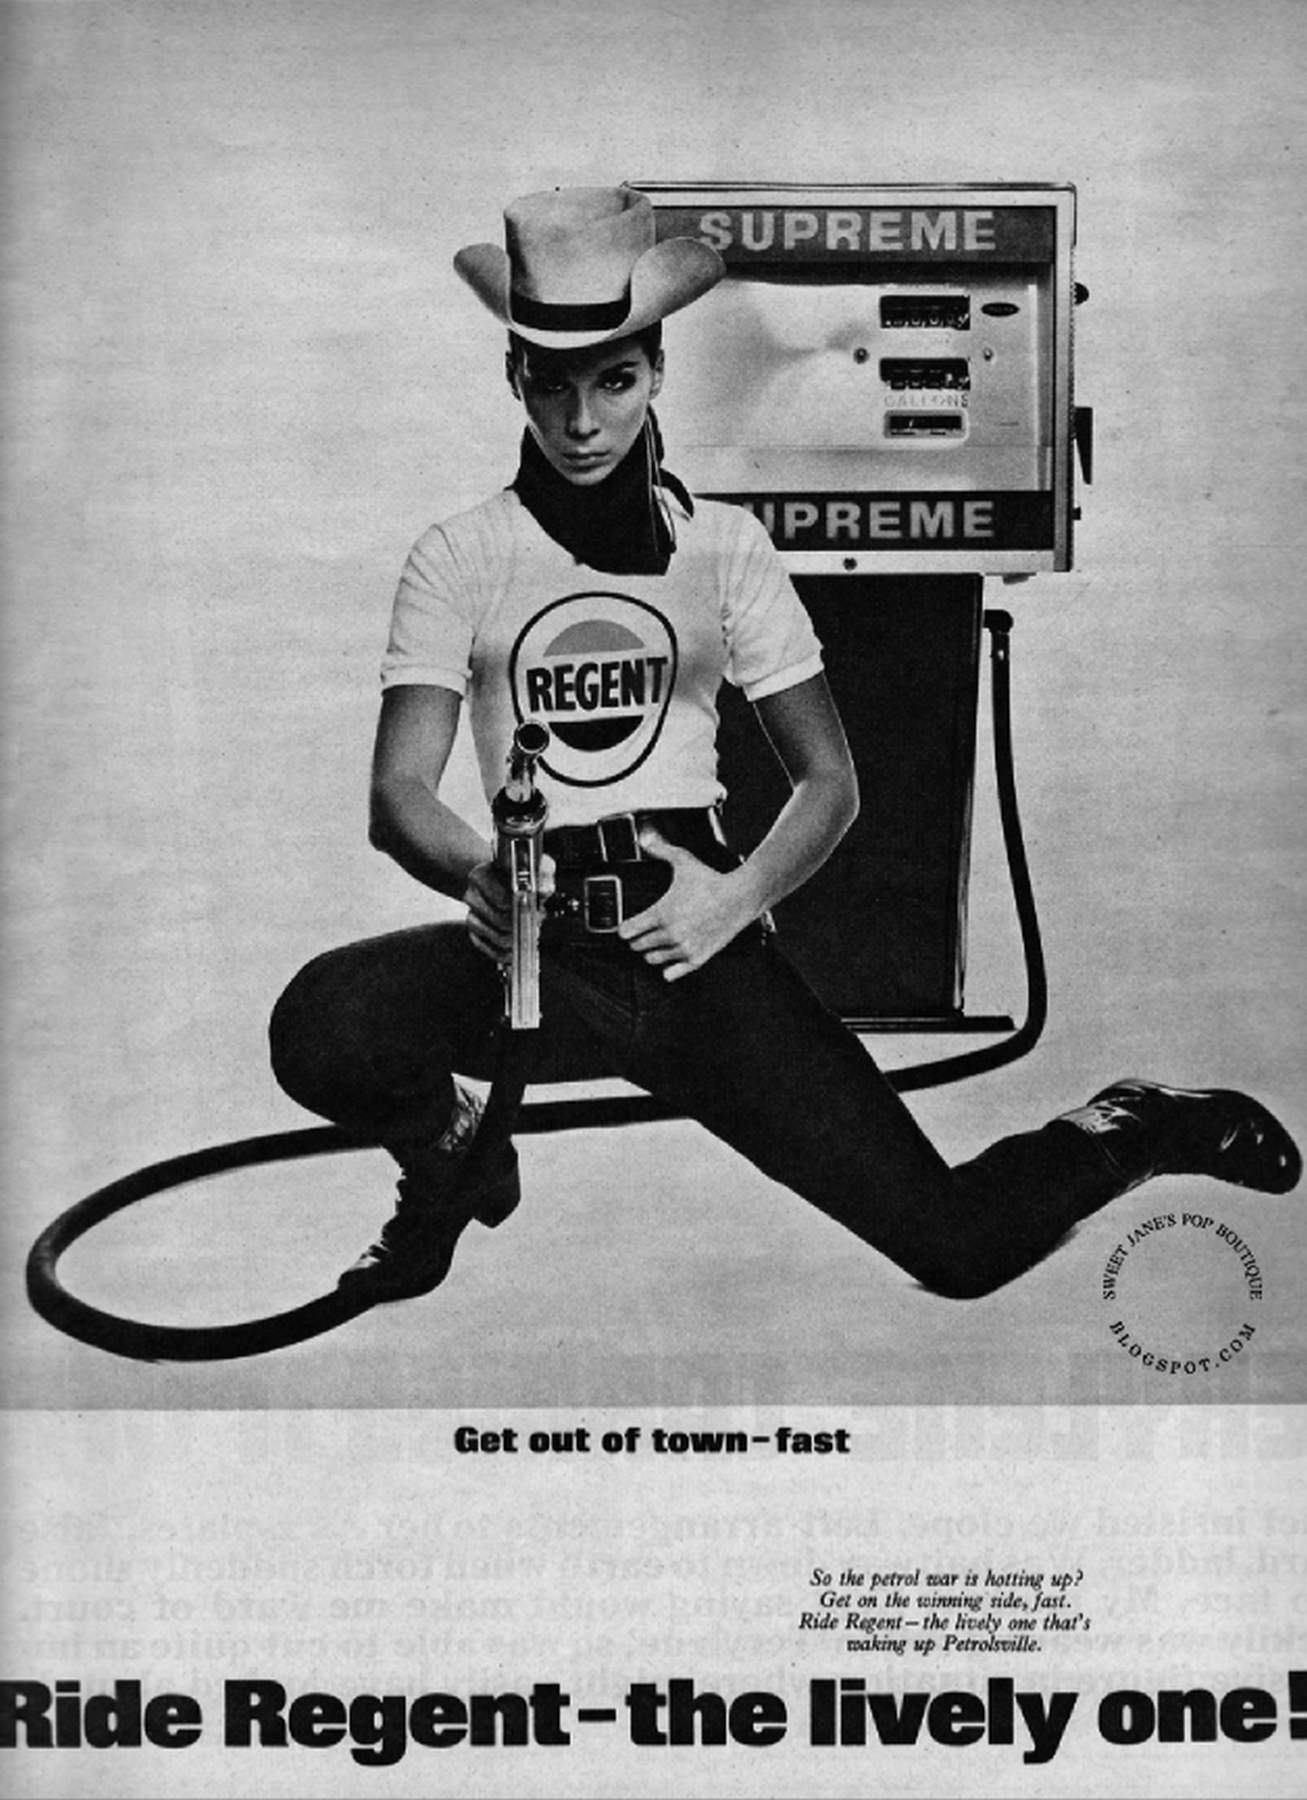 SUPREME
GALLONS
SUPREME
REGENT
SWEET JANE'S POP BOUTIQUE
BLOGSPOT.COM
Get out of town–fast
So the petrol war is hotting up?
Get on the winning side, fast.
Ride Regent—the lively one that's
waking up Petrolsville.
Ride Regent–the lively one!